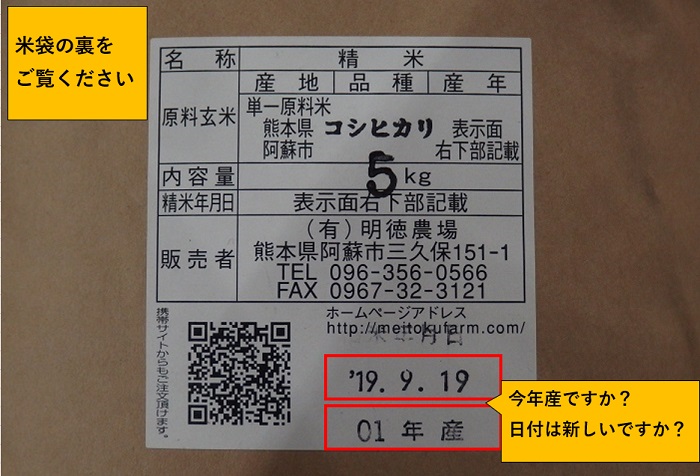 米袋の裏を
ご覧ください
名称 精米
原料玄米 産地 品種 産年
単一原料米
熊本県 コシヒカリ 表示面
阿蘇市 右下部記載
内容量 5kg
精米年月日 表示面右下部記載
販売者 (有)明徳農場
熊本県阿蘇市三久保151-1
TEL 096-356-0566
FAX 0967-32-3121
ホームページアドレス
http://meitokufarm.com/
携帯サイトからもご注文頂けます。
年月日
'19.9.19
01年産
今年産ですか?
日付は新しいですか?